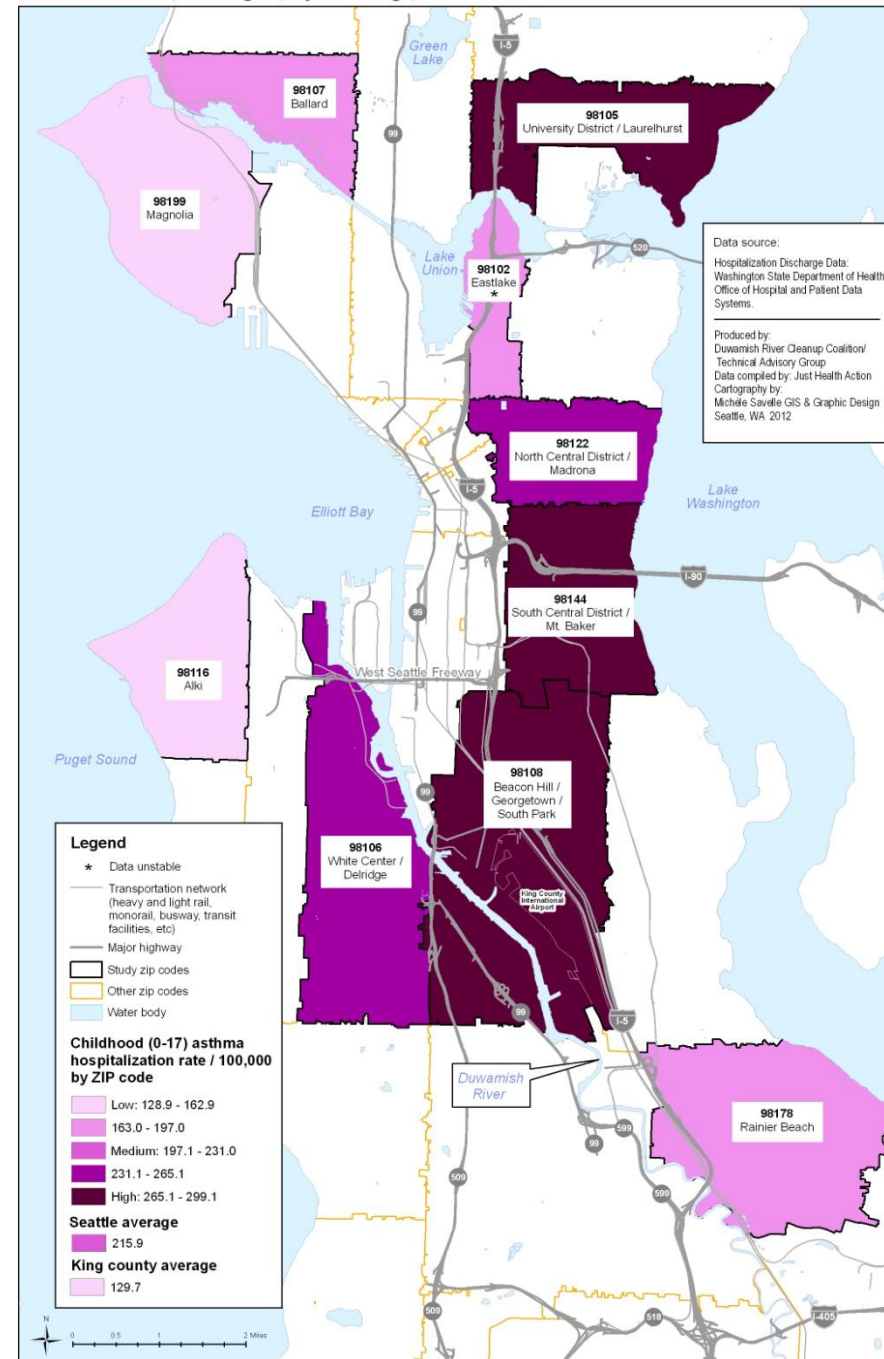 Green
Lake
I-5
98107
Ballard
98105
University District / Laurelhurst
99
98199
Magnolia
520
Lake
Union
98102
Eastlake
*
Data source:
Hospitalization Discharge Data:
Washington State Department of Health
Office of Hospital and Patient Data
Systems.
Produced by:
Duwamish River Cleanup Coalition/
Technical Advisory Group
Data compiled by: Just Health Action
Cartography by:
Michele Savelle GIS & Graphic Design
Seattle, WA 2012
98122
North Central District /
Madrona
I-5
Elliott Bay
Lake
Washington
I-90
98144
South Central District /
Mt. Baker
99
98116
Alki
West Seattle Freeway
Puget Sound
98108
Beacon Hill /
Georgetown /
South Park
99
98106
White Center /
Delridge
King County
International
Airport
99
I-5
Duwamish
River
98178
Rainier Beach
99
599
599
509
509
518
I-405
Legend
* Data unstable
Transportation network
(heavy and light rail,
monorail, busway, transit
facilities, etc)
Major highway
Study zip codes
Other zip codes
Water body
Childhood (0-17) asthma
hospitalization rate / 100,000
by ZIP code
Low: 128.9 - 162.9
163.0 - 197.0
Medium: 197.1 - 231.0
231.1 - 265.1
High: 265.1 - 299.1
Seattle average
215.9
King county average
129.7
N
0 0.5 1 2 Miles